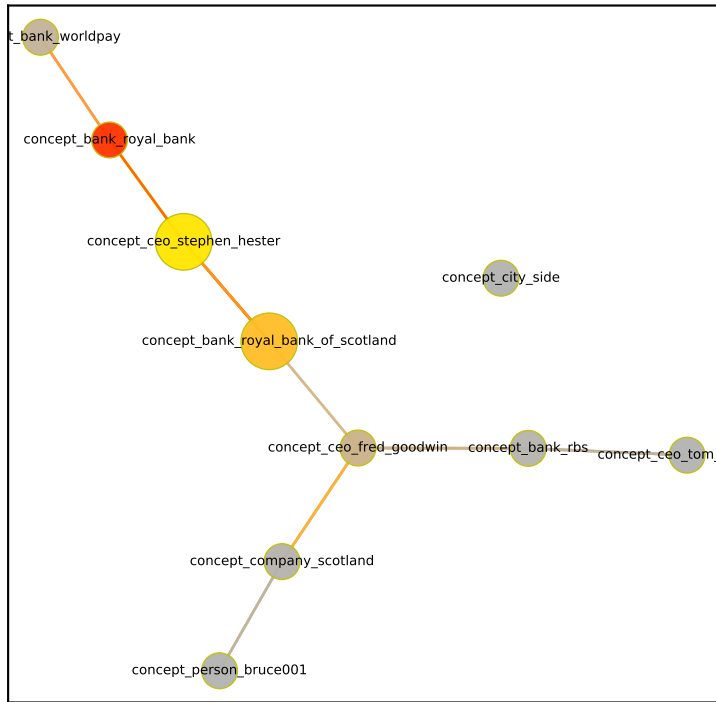 t_bank_worldpay
concept_bank_royal_bank
concept_ceo_stephen_hester
concept_city_side
concept_bank_royal_bank_of_scotland
concept_ceo_fred_goodwin
concept_bank_rbs
concept_ceo_tom_
concept_company_scotland
concept_person_bruce001